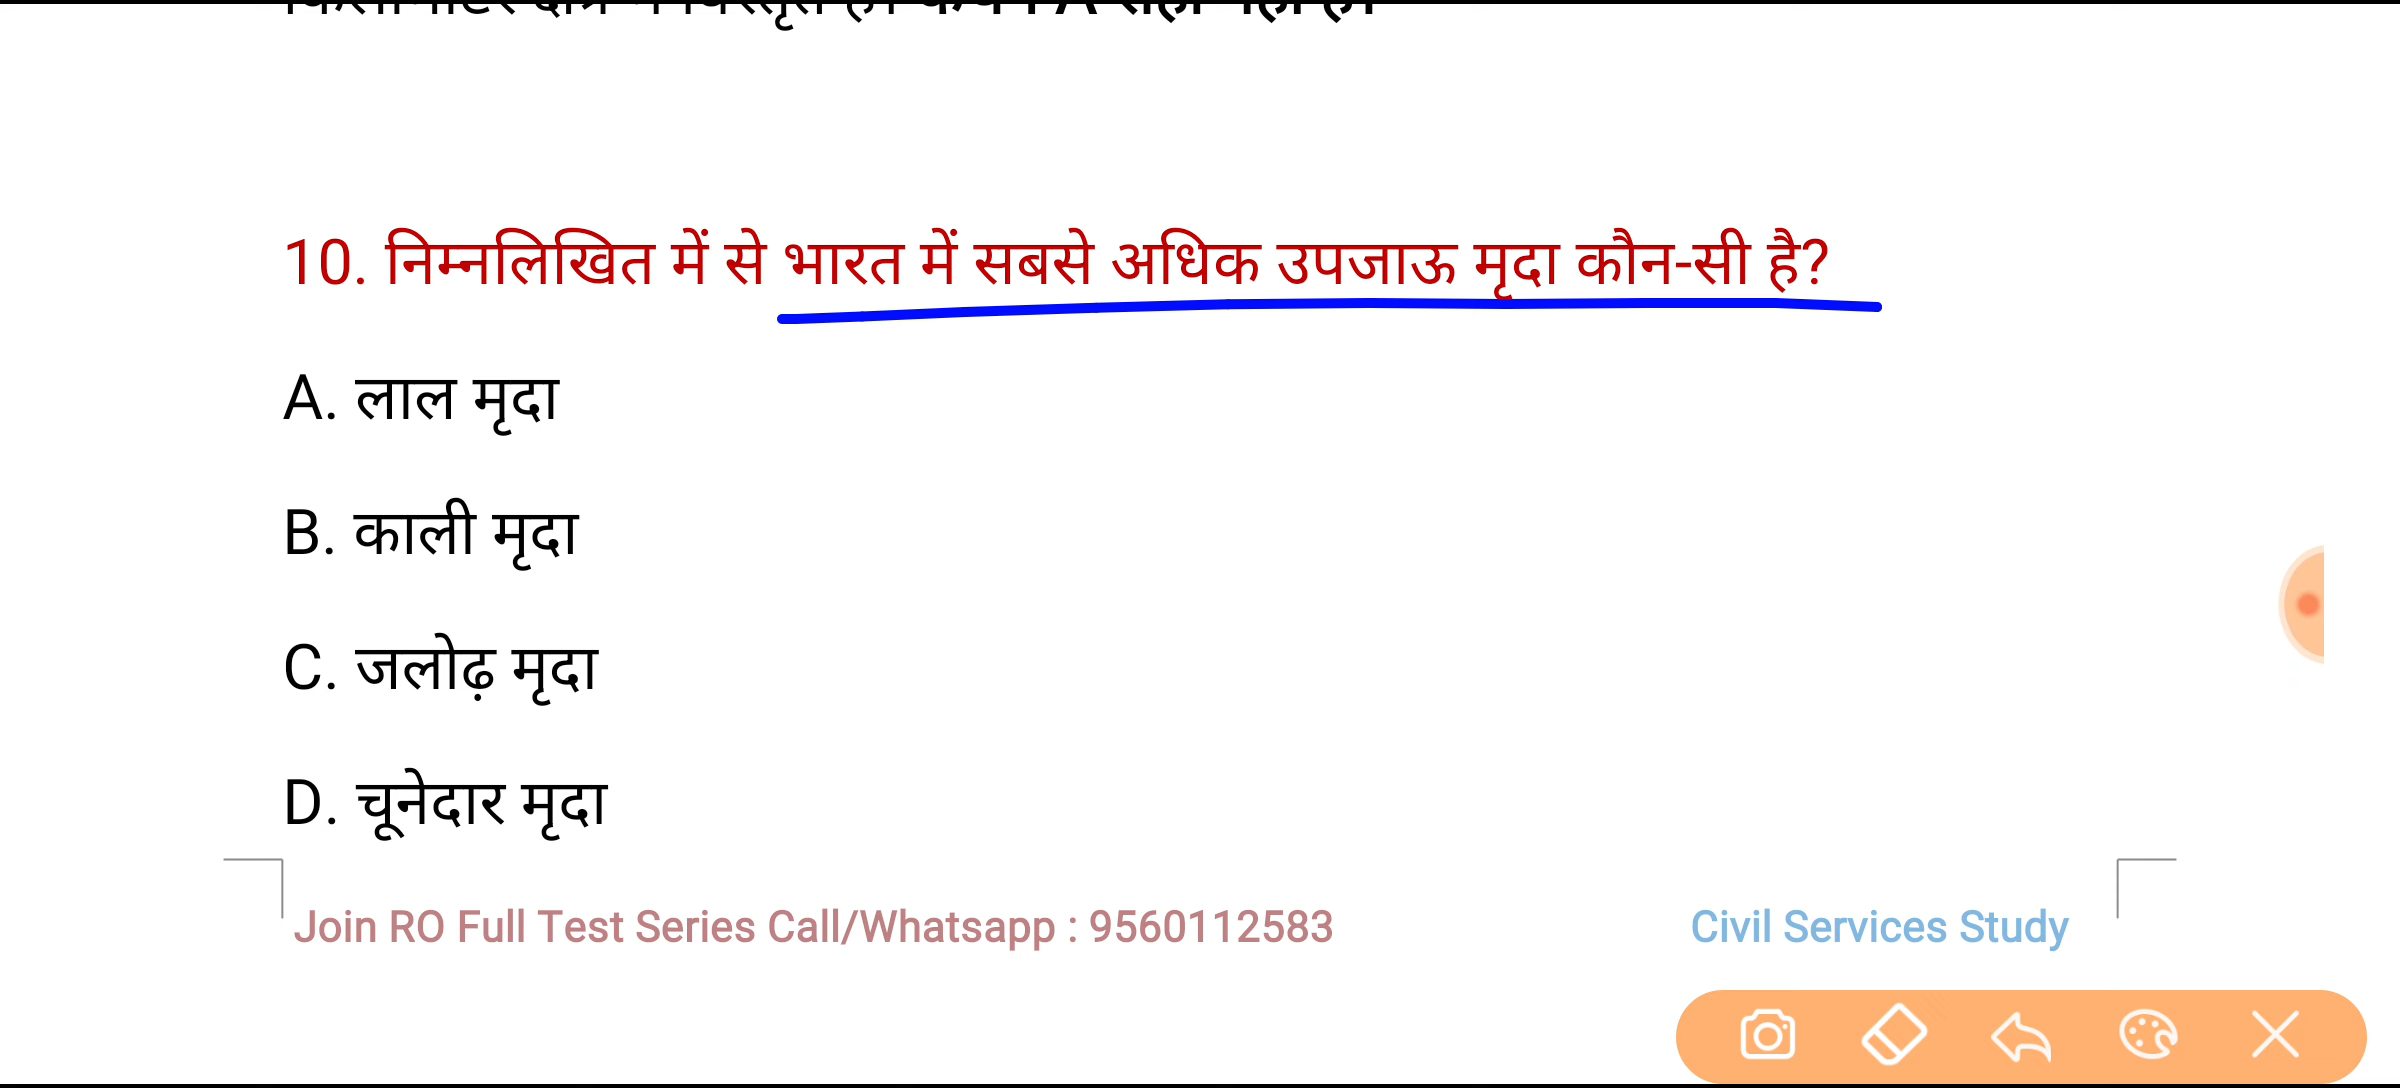 10. निम्नलिखित में से भारत में सबसे अधिक उपजाऊ मृदा कौन-सी है?
A. लाल मृदा
B. काली मृदा
C. जलोढ़ मृदा
D. चूनेदार मृदा
Join RO Full Test Series Call/Whatsapp : 9560112583 Civil Services Study